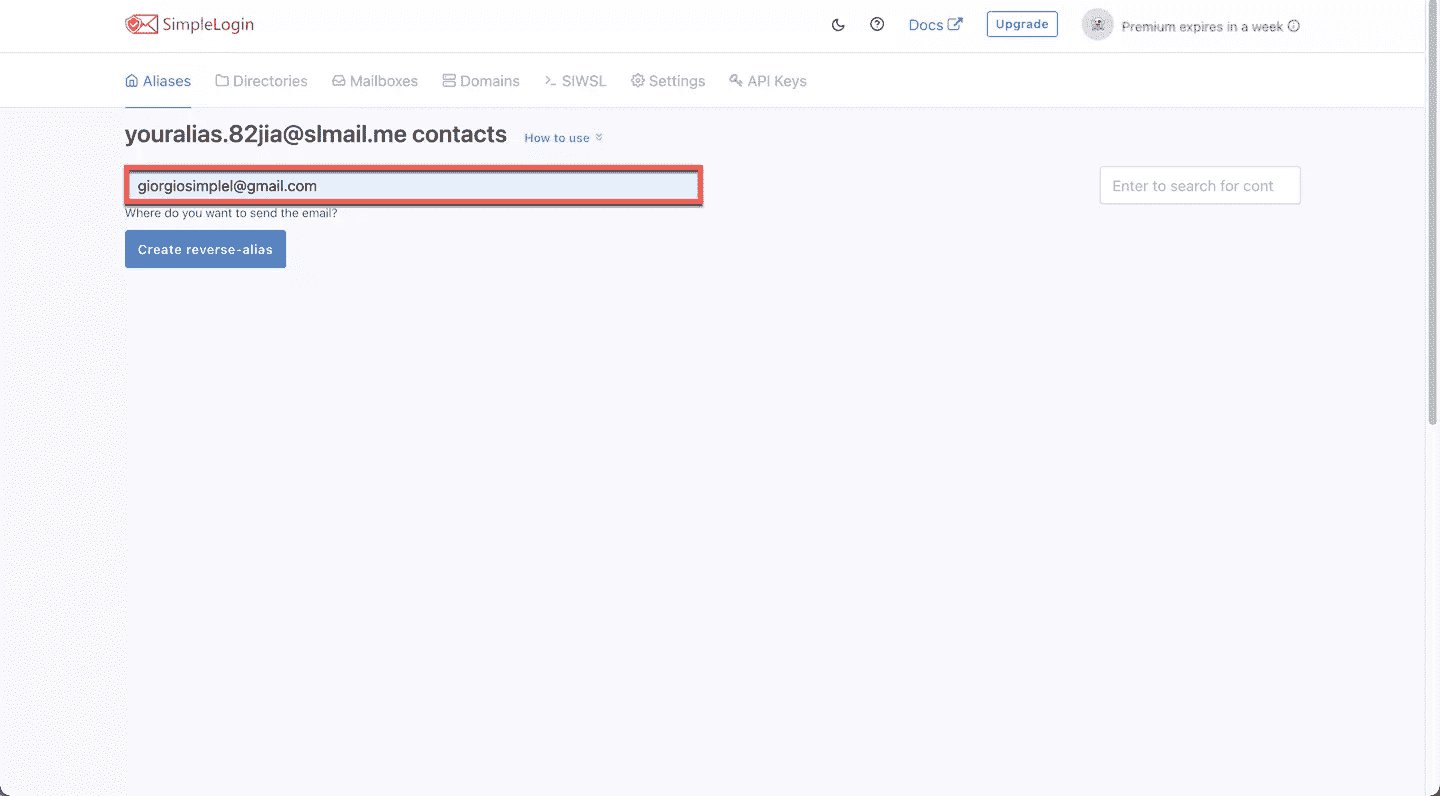 SimpleLogin Docs Upgrade Premium expires in a week
Aliases Directories Mailboxes Domains SIWSL Settings API Keys
youralias.82jia@slmail.me contacts How to use
giorgiosimplel@gmail.com Enter to search for cont
Where do you want to send the email?
Create reverse-alias